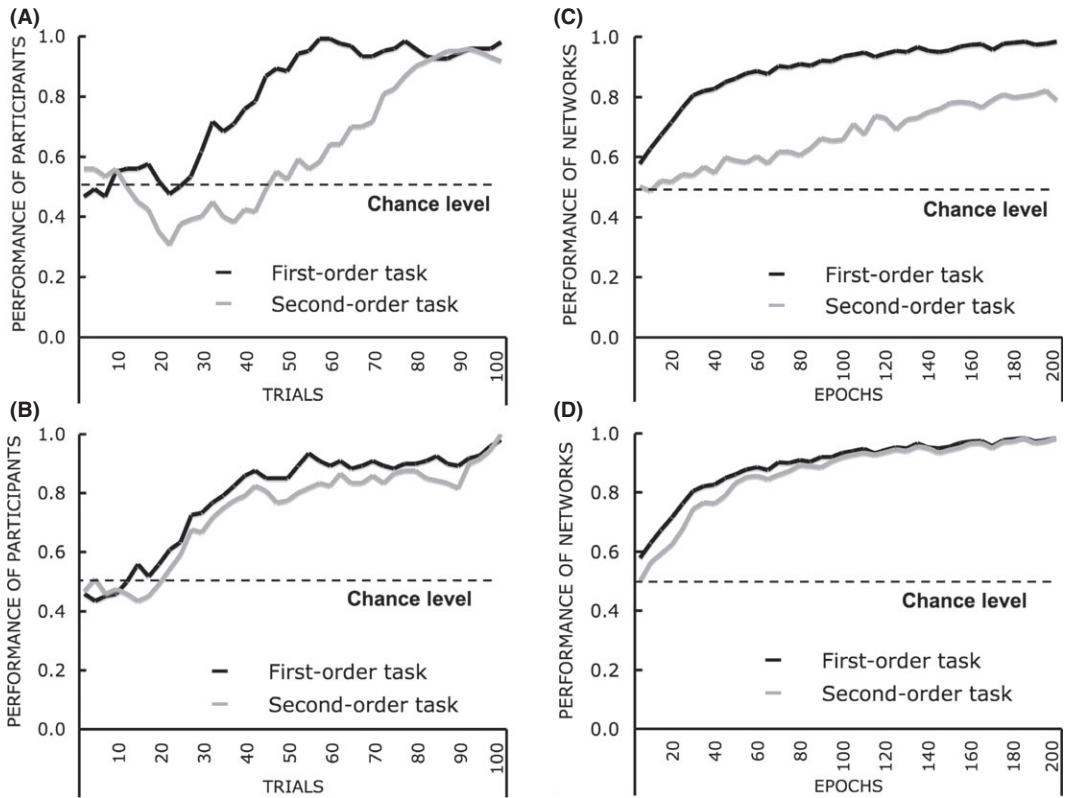 (A)
PERFORMANCE OF PARTICIPANTS
1.0
0.8
0.6
0.4
0.2
0.0
Chance level
First-order task
Second-order task
10 20 30 40 50 60 70 80 90 100
TRIALS
(C)
PERFORMANCE OF NETWORKS
1.0
0.8
0.6
0.4
0.2
0.0
Chance level
First-order task
Second-order task
20 40 60 80 100 120 140 160 180 200
EPOCHS
(B)
PERFORMANCE OF PARTICIPANTS
1.0
0.8
0.6
0.4
0.2
0.0
Chance level
First-order task
Second-order task
10 20 30 40 50 60 70 80 90 100
TRIALS
(D)
PERFORMANCE OF NETWORKS
1.0
0.8
0.6
0.4
0.2
0.0
Chance level
First-order task
Second-order task
20 40 60 80 100 120 140 160 180 200
EPOCHS